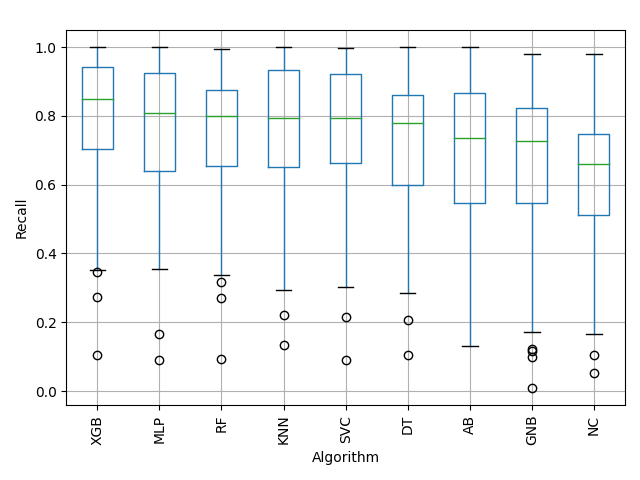 1.0
0.8
0.6
0.4
0.2
0.0
Recall
XGB
MLP
RF
KNN
SVC
DT
AB
GNB
NC
Algorithm